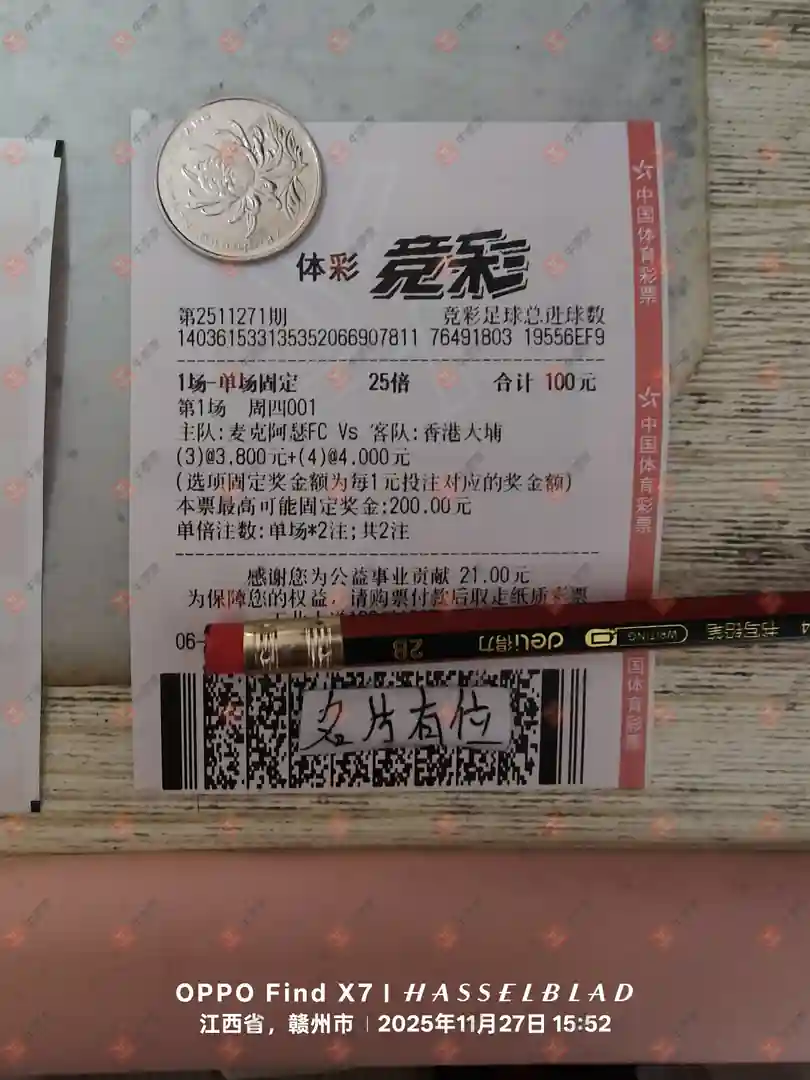 体彩 竞彩
第2511271期 竞彩足球总进球数
140361533135352066907811 76491803 19556EF9
1场-单场固定 25倍 合计 100元
第1场 周四001
主队:麦克阿瑟FC Vs 客队:香港大埔
(3)@3.800元+(4)@4.000元
(选项固定奖金额为每1元投注对应的奖金额)
本票最高可能固定奖金:200.00元
单倍注数:单场*2注;共2注
感谢您为公益事业贡献 21.00元
为保障您的权益,请购票付款后取走纸质彩票
06-
名片有位
中国体育彩票
中国体育彩票
国体育彩票
2B deli得力 WRITING 书写铅笔
OPPO Find X7 | HASSELBLAD
江西省,赣州市 | 2025年11月27日 15:52